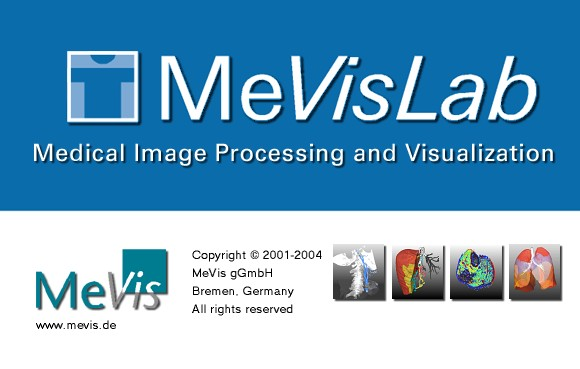 MeVisLab
Medical Image Processing and Visualization
MeVis
www.mevis.de
Copyright © 2001-2004
MeVis gGmbH
Bremen, Germany
All rights reserved